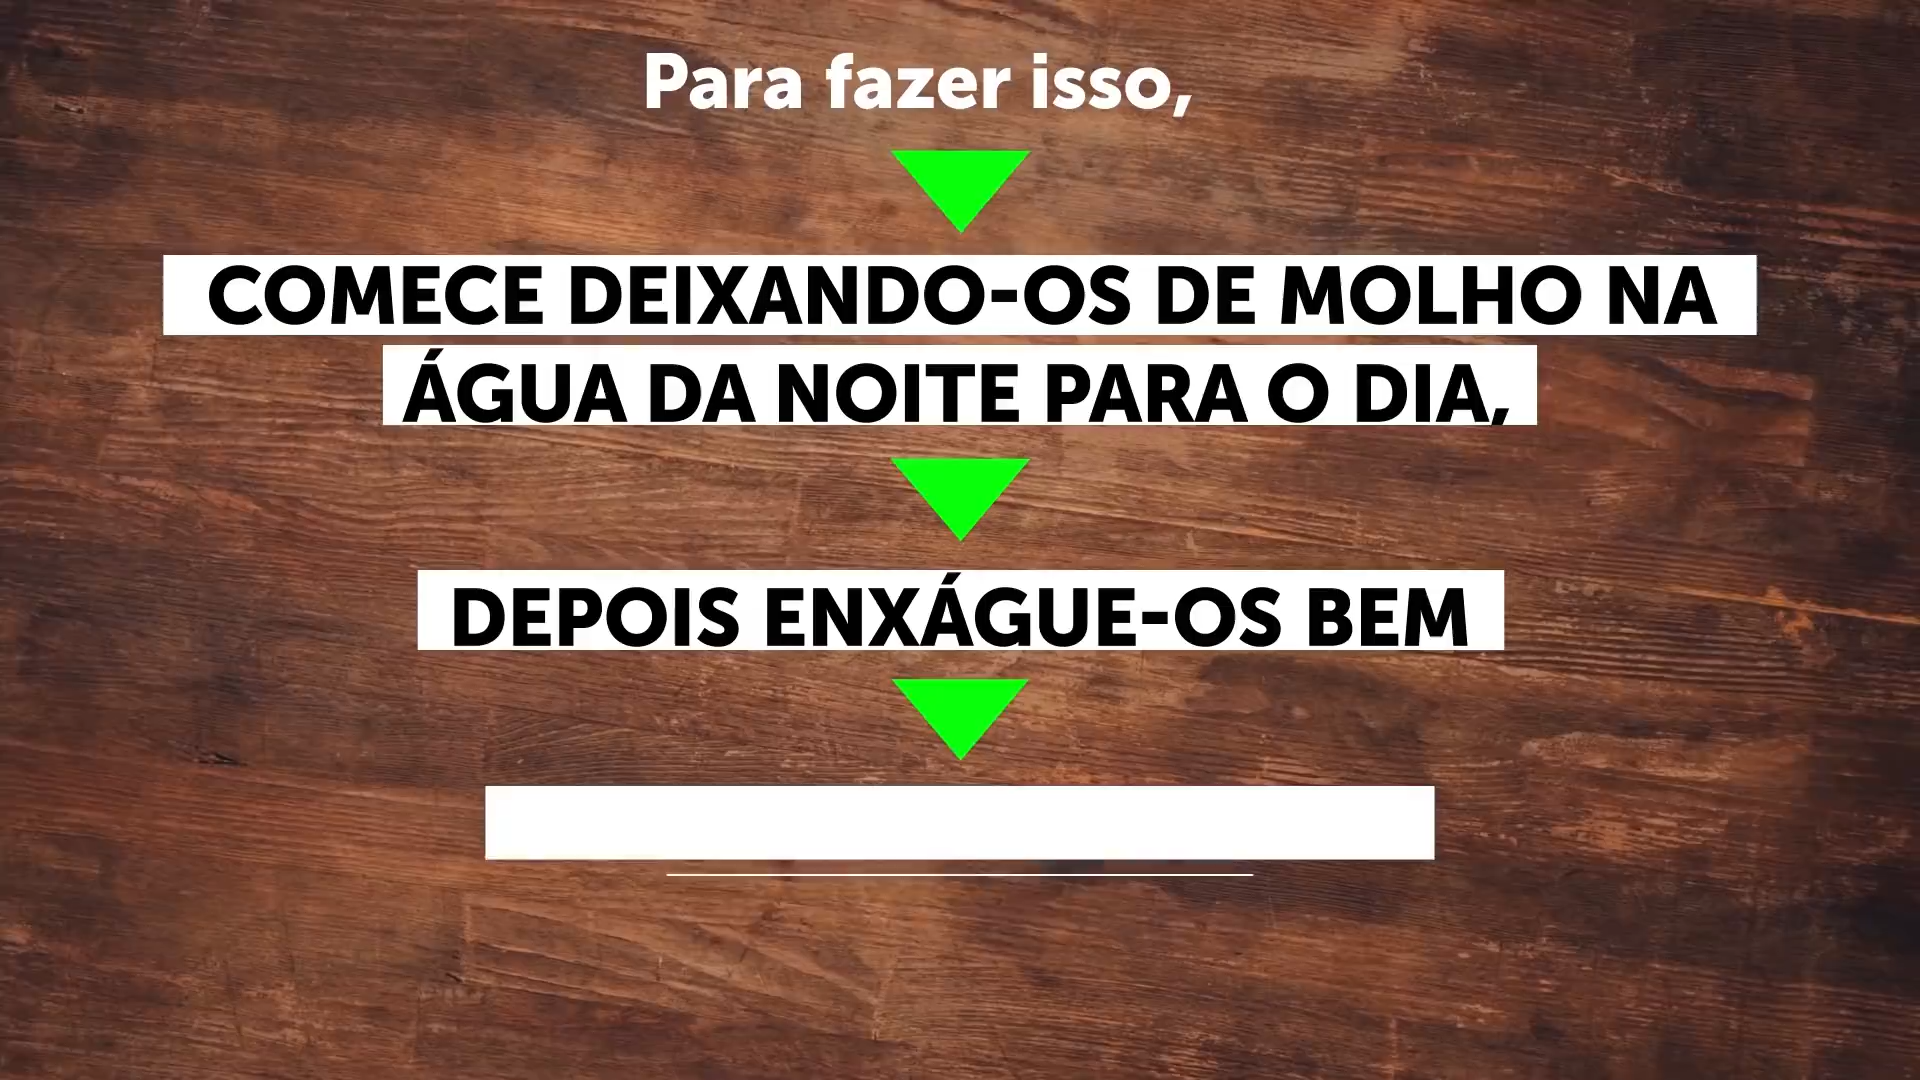 Para fazer isso,
COMECE DEIXANDO-OS DE MOLHO NA
ÁGUA DA NOITE PARA O DIA,
DEPOIS ENXÁGUE-OS BEM